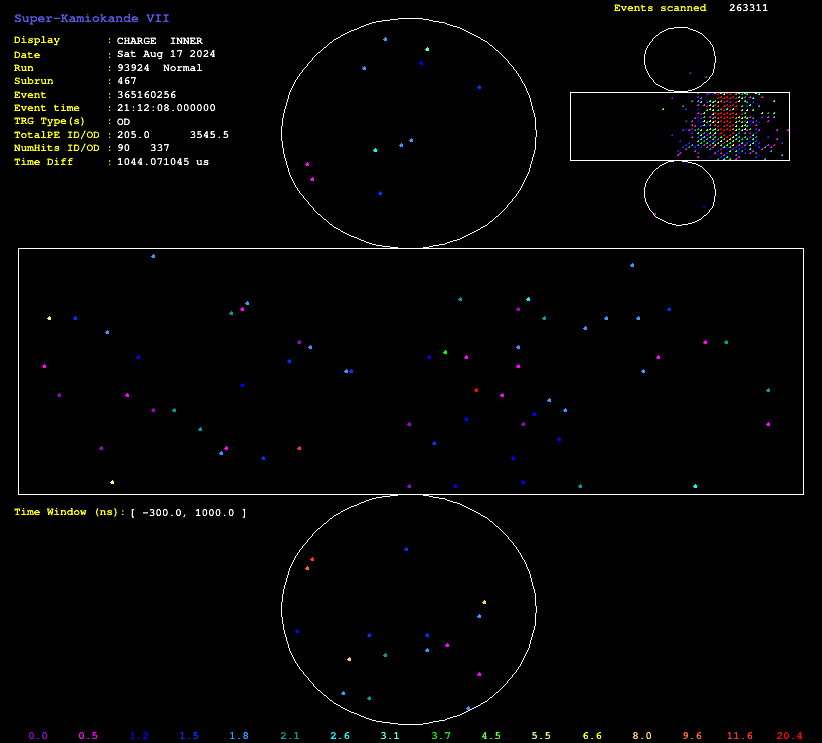 Super-Kamiokande VII
Events scanned 263311
Display : CHARGE INNER
Date : Sat Aug 17 2024
Run : 93924 Normal
Subrun : 467
Event : 365160256
Event time : 21:12:08.000000
TRG Type(s) : OD
TotalPE ID/OD : 205.0 3545.5
NumHits ID/OD : 90 337
Time Diff : 1044.071045 us
Time Window (ns): [ -300.0, 1000.0 ]
0.0 0.5 1.2 1.5 1.8 2.1 2.6 3.1 3.7 4.5 5.5 6.6 8.0 9.6 11.6 20.4